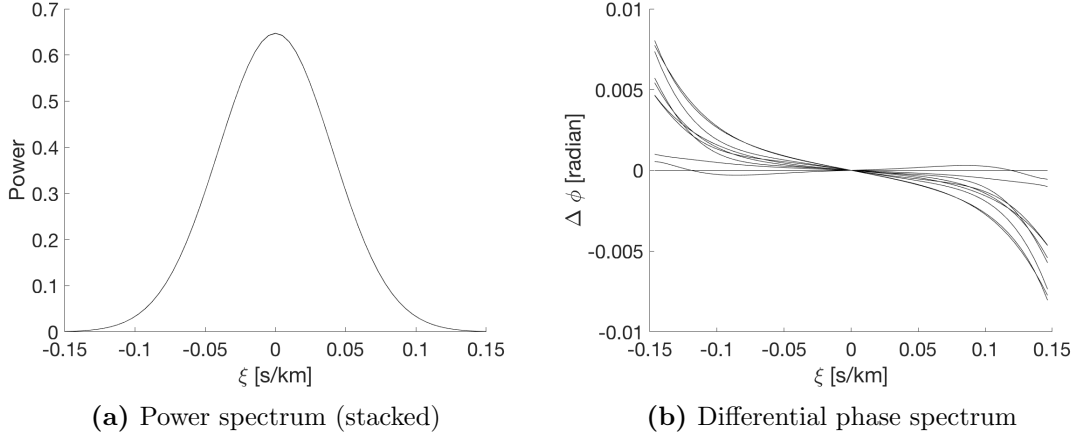 0.7
0.6
0.5
0.4
0.3
0.2
0.1
0
Power
-0.15 -0.1 -0.05 0 0.05 0.1 0.15
ξ [s/km]
(a) Power spectrum (stacked)
0.01
0.005
0
-0.005
-0.01
Δ ϕ [radian]
-0.15 -0.1 -0.05 0 0.05 0.1 0.15
ξ [s/km]
(b) Differential phase spectrum